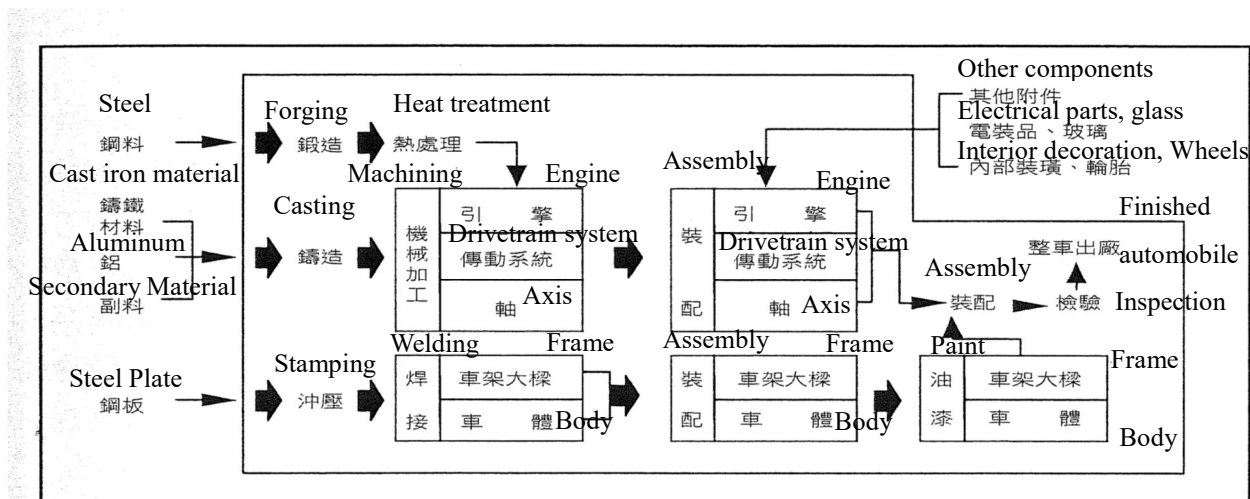 Other components
其他附件
Electrical parts, glass
電裝品、玻璃
Interior decoration, Wheels
內部裝璜、輪胎
Steel
鋼料
Forging
鍛造
Heat treatment
熱處理
Cast iron material
鑄鐵
材料
Aluminum
鋁
Secondary Material
副料
Casting
鑄造
Machining
機械加工
Engine
引擎
Drivetrain system
傳動系統
Axis
軸
Assembly
裝配
Engine
引擎
Drivetrain system
傳動系統
Axis
軸
Finished
automobile
整車出廠
Assembly
裝配
Inspection
檢驗
Steel Plate
鋼板
Stamping
沖壓
Welding
焊接
Frame
車架大樑
Body
車體
Assembly
裝配
Frame
車架大樑
Body
車體
Paint
油漆
Frame
車架大樑
Body
車體